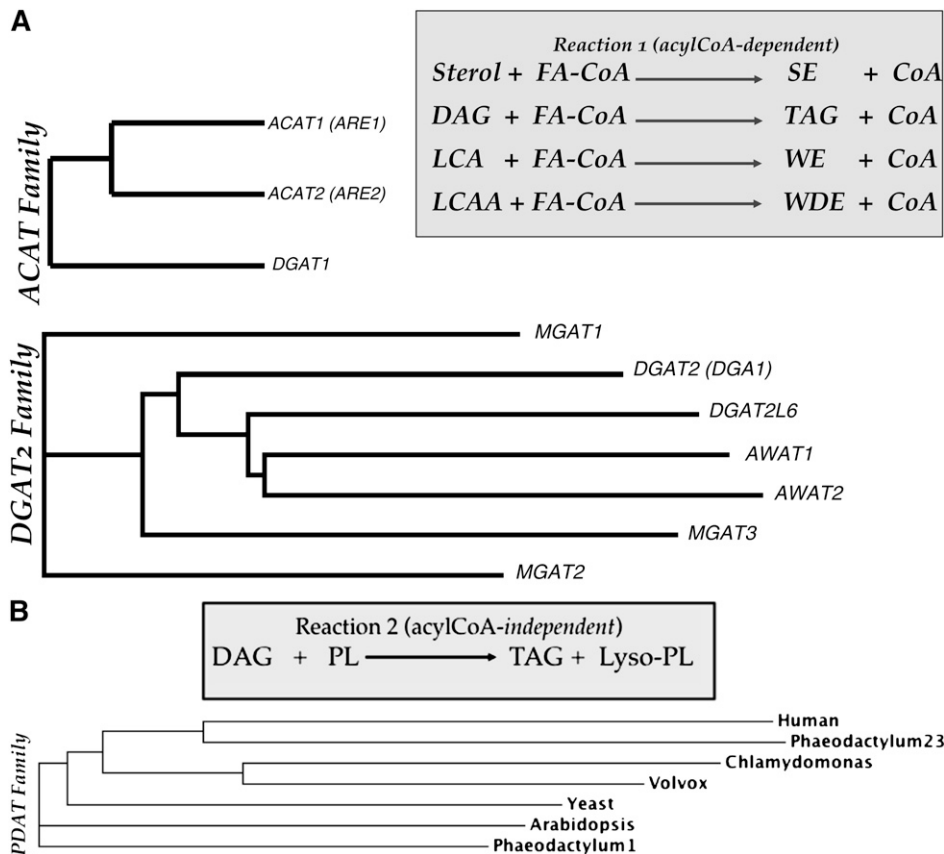 A
Reaction 1 (acylCoA-dependent)
Sterol + FA-CoA SE + CoA
DAG + FA-CoA TAG + CoA
LCA + FA-CoA WE + CoA
LCAA + FA-CoA WDE + CoA
ACAT Family
ACAT1 (ARE1)
ACAT2 (ARE2)
DGAT1
DGAT2 Family
MGAT1
DGAT2 (DGA1)
DGAT2L6
AWAT1
AWAT2
MGAT3
MGAT2
B
Reaction 2 (acylCoA-independent)
DAG + PL TAG + Lyso-PL
PDAT Family
Human
Phaeodactylum23
Chlamydomonas
Volvox
Yeast
Arabidopsis
Phaeodactylum1